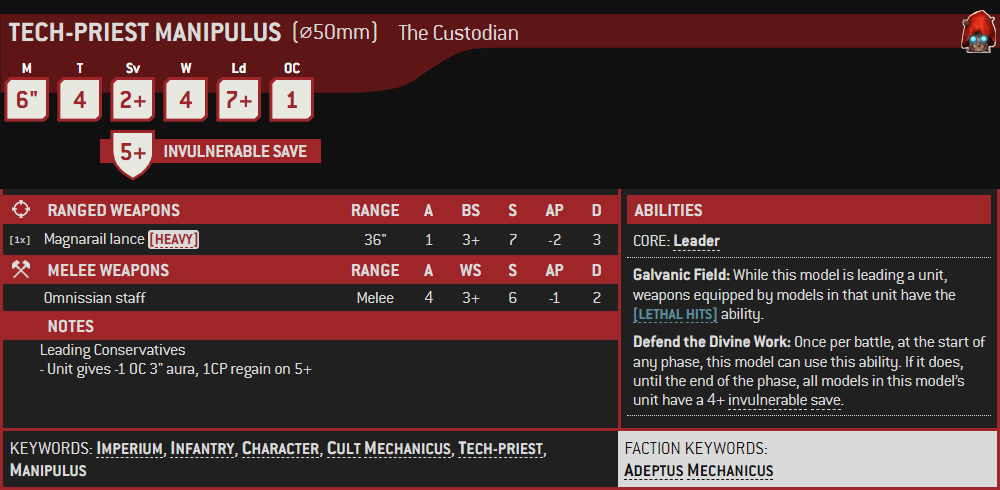 TECH-PRIEST MANIPULUS (⌀50mm) The Custodian
M T Sv W Ld OC
6" 4 2+ 4 7+ 1
5+ INVULNERABLE SAVE
RANGED WEAPONS RANGE A BS S AP D
[1x] Magnarail lance [HEAVY] 36" 1 3+ 7 -2 3
MELEE WEAPONS RANGE A WS S AP D
Omnissian staff Melee 4 3+ 6 -1 2
NOTES
Leading Conservatives
- Unit gives -1 OC 3" aura, 1CP regain on 5+
ABILITIES
CORE: Leader
Galvanic Field: While this model is leading a unit,
weapons equipped by models in that unit have the
[LETHAL HITS] ability.
Defend the Divine Work: Once per battle, at the start of
any phase, this model can use this ability. If it does,
until the end of the phase, all models in this model's
unit have a 4+ invulnerable save.
KEYWORDS: IMPERIUM, INFANTRY, CHARACTER, CULT MECHANICUS, TECH-PRIEST,
MANIPULUS
FACTION KEYWORDS:
ADEPTUS MECHANICUS